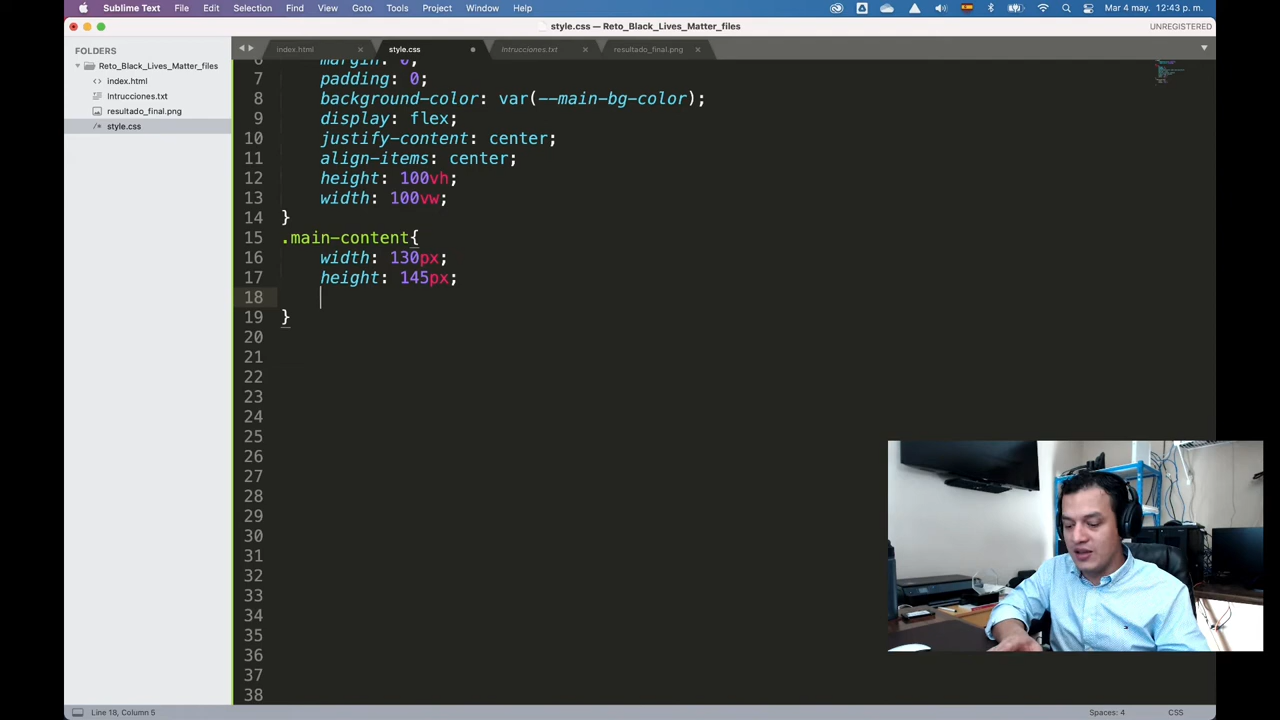 Sublime Text File Edit Selection Find View Goto Tools Project Window Help
Mar 4 may. 12:43 p. m.
style.css — Reto_Black_Lives_Matter_files
UNREGISTERED
FOLDERS
Reto_Black_Lives_Matter_files
<> index.html
Intrucciones.txt
resultado_final.png
/* style.css
index.html
style.css
Intrucciones.txt
resultado_final.png
6 margin: 0;
7 padding: 0;
8 background-color: var(--main-bg-color);
9 display: flex;
10 justify-content: center;
11 align-items: center;
12 height: 100vh;
13 width: 100vw;
14 }
15 .main-content{
16 width: 130px;
17 height: 145px;
18
19 }
20
21
22
23
24
25
26
27
28
29
30
31
32
33
34
35
36
37
38
Line 18, Column 5
Spaces: 4
CSS